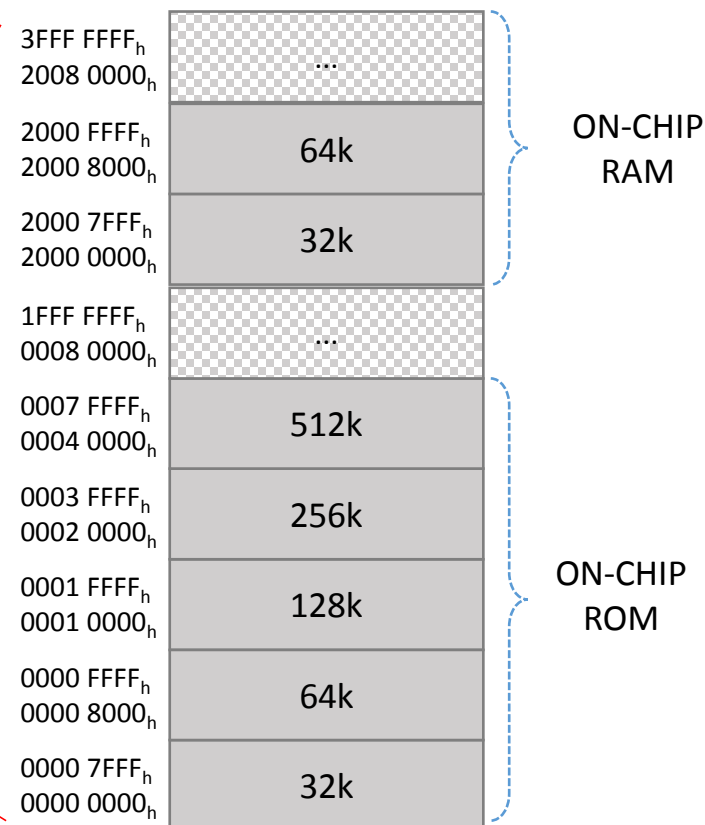 3FFF FFFFh
2008 0000h
...
2000 FFFFh
2000 8000h
64k
ON-CHIP
RAM
2000 7FFFh
2000 0000h
32k
1FFF FFFFh
0008 0000h
...
0007 FFFFh
0004 0000h
512k
0003 FFFFh
0002 0000h
256k
0001 FFFFh
0001 0000h
128k
ON-CHIP
ROM
0000 FFFFh
0000 8000h
64k
0000 7FFFh
0000 0000h
32k